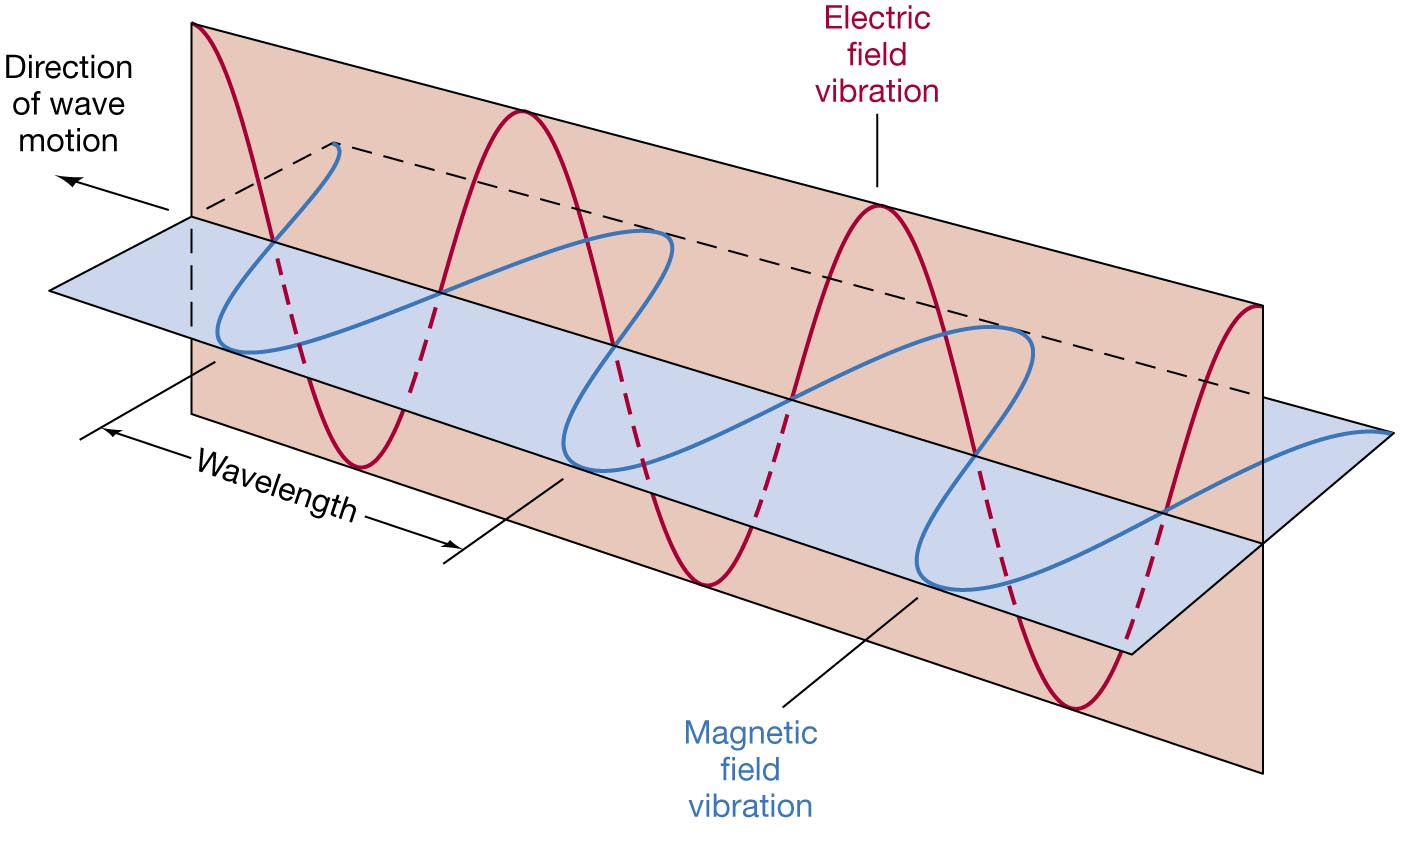 Electric
field
vibration
Direction
of wave
motion
Wavelength
Magnetic
field
vibration